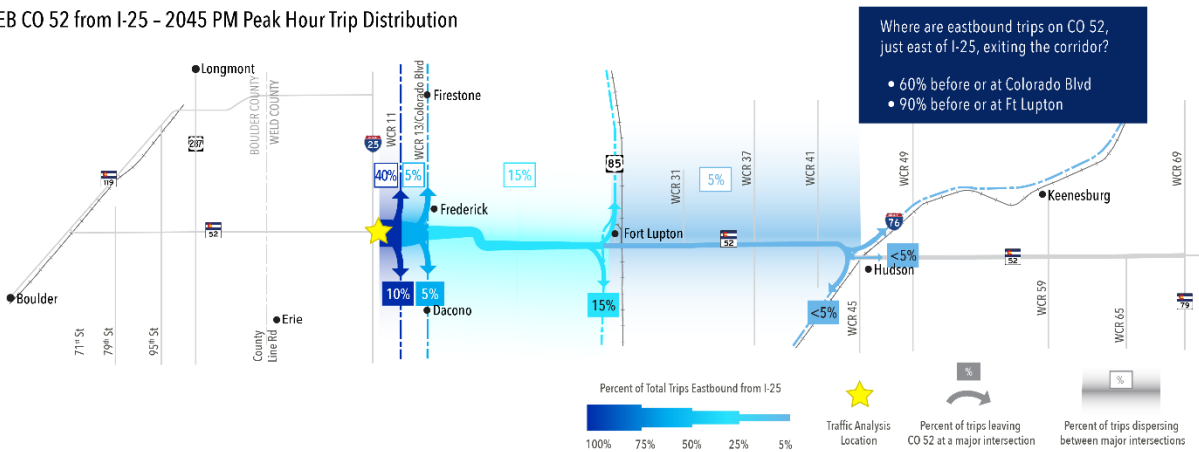 EB CO 52 from I-25 – 2045 PM Peak Hour Trip Distribution
Where are eastbound trips on CO 52,
just east of I-25, exiting the corridor?
• 60% before or at Colorado Blvd
• 90% before or at Ft Lupton
Longmont
BOULDER COUNTY
WELD COUNTY
287
119
25
WCR 11
WCR 13/Colorado Blvd
Firestone
40%
5%
15%
85
5%
WCR 31
WCR 37
WCR 41
WCR 49
WCR 69
Keenesburg
Frederick
52
Fort Lupton
52
76
<5%
52
Hudson
10%
5%
15%
<5%
Boulder
Dacono
Erie
71st St
79th St
95th St
County
Line Rd
WCR 45
WCR 59
WCR 65
79
Percent of Total Trips Eastbound from I-25
100%
75%
50%
25%
5%
Traffic Analysis
Location
%
Percent of trips leaving
CO 52 at a major intersection
%
Percent of trips dispersing
between major intersections